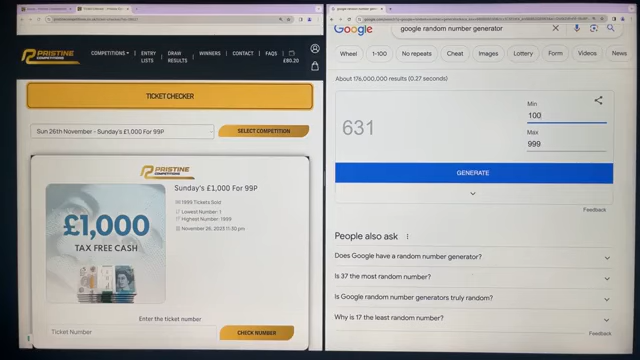 PRISTINE
COMPETITIONS
COMPETITIONS
ENTRY
LISTS
DRAW
RESULTS
WINNERS
CONTACT
FAQS
£80.20
TICKET CHECKER
Sun 26th November - Sunday's £1,000 For 99P
SELECT COMPETITION
PRISTINE
COMPETITIONS
Sunday's £1,000 For 99P
1999 Tickets Sold
Lowest Number: 1
Highest Number: 1999
November 26, 2023 11:30 pm
£1,000
TAX FREE CASH
Enter the ticket number
Ticket Number
CHECK NUMBER
Google
google random number generator
Wheel
1-100
No repeats
Cheat
Images
Lottery
Form
Videos
News
About 176,000,000 results (0.27 seconds)
631
Min
100
Max
999
GENERATE
Feedback
People also ask
Does Google have a random number generator?
Is 37 the most random number?
Is Google random number generators truly random?
Why is 17 the least random number?
Feedback